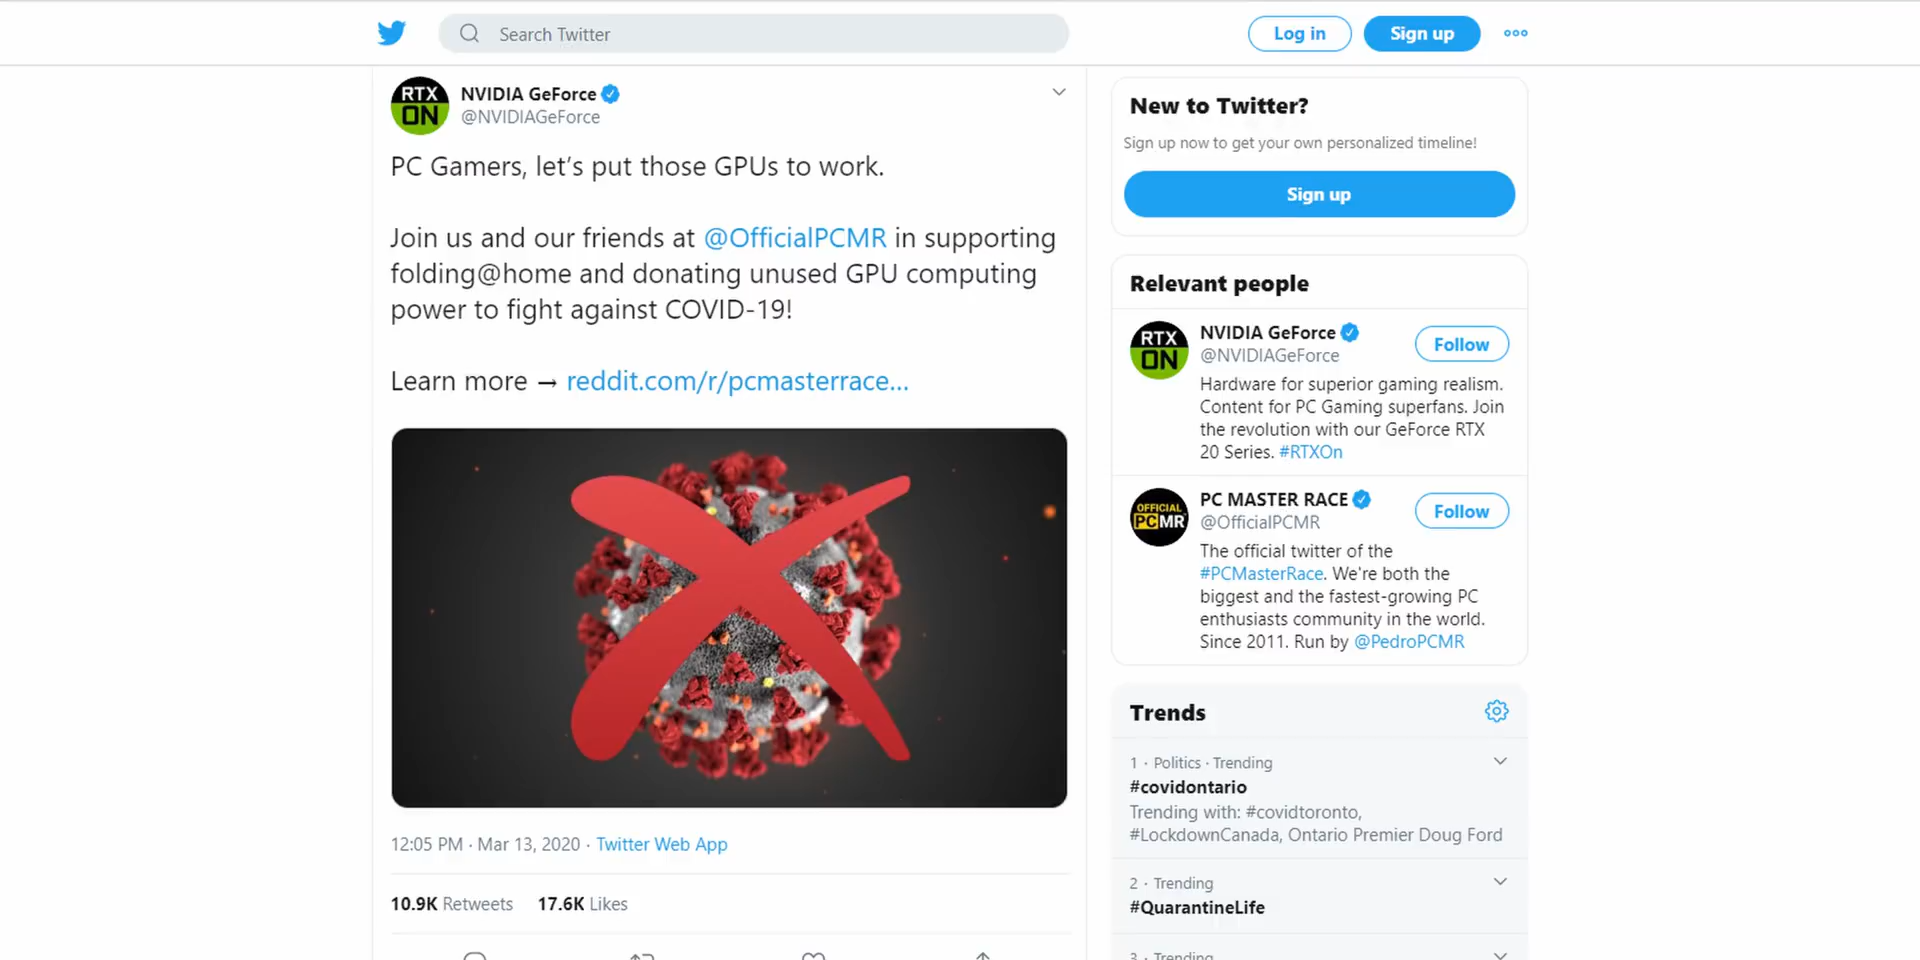 Search Twitter
Log in
Sign up
RTX
ON
NVIDIA GeForce
@NVIDIAGeForce
PC Gamers, let's put those GPUs to work.
Join us and our friends at @OfficialPCMR in supporting
folding@home and donating unused GPU computing
power to fight against COVID-19!
Learn more → reddit.com/r/pcmasterrace...
12:05 PM · Mar 13, 2020 · Twitter Web App
10.9K Retweets 17.6K Likes
New to Twitter?
Sign up now to get your own personalized timeline!
Sign up
Relevant people
RTX
ON
NVIDIA GeForce
@NVIDIAGeForce
Follow
Hardware for superior gaming realism.
Content for PC Gaming superfans. Join
the revolution with our GeForce RTX
20 Series. #RTXOn
OFFICIAL
PCMR
PC MASTER RACE
@OfficialPCMR
Follow
The official twitter of the
#PCMasterRace. We're both the
biggest and the fastest-growing PC
enthusiasts community in the world.
Since 2011. Run by @PedroPCMR
Trends
1 · Politics · Trending
#covidontario
Trending with: #covidtoronto,
#LockdownCanada, Ontario Premier Doug Ford
2 · Trending
#QuarantineLife
3 · Trending